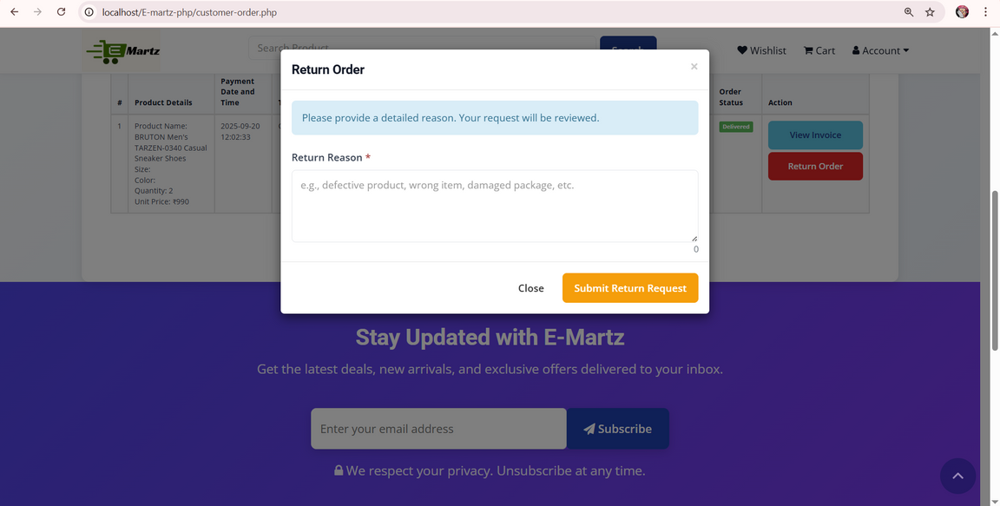 localhost/E-martz-php/customer-order.php
E Martz
Search Product
Search
Wishlist
Cart
Account
Return Order
×
Please provide a detailed reason. Your request will be reviewed.
Return Reason *
e.g., defective product, wrong item, damaged package, etc.
0
Close
Submit Return Request
#
Product Details
Payment
Date and
Time
Order
Status
Action
1
Product Name:
BRUTON Men's
TARZEN-0340 Casual
Sneaker Shoes
Size:
Color:
Quantity: 2
Unit Price: ₹990
2025-09-20
12:02:33
Delivered
View Invoice
Return Order
Stay Updated with E-Martz
Get the latest deals, new arrivals, and exclusive offers delivered to your inbox.
Enter your email address
Subscribe
We respect your privacy. Unsubscribe at any time.